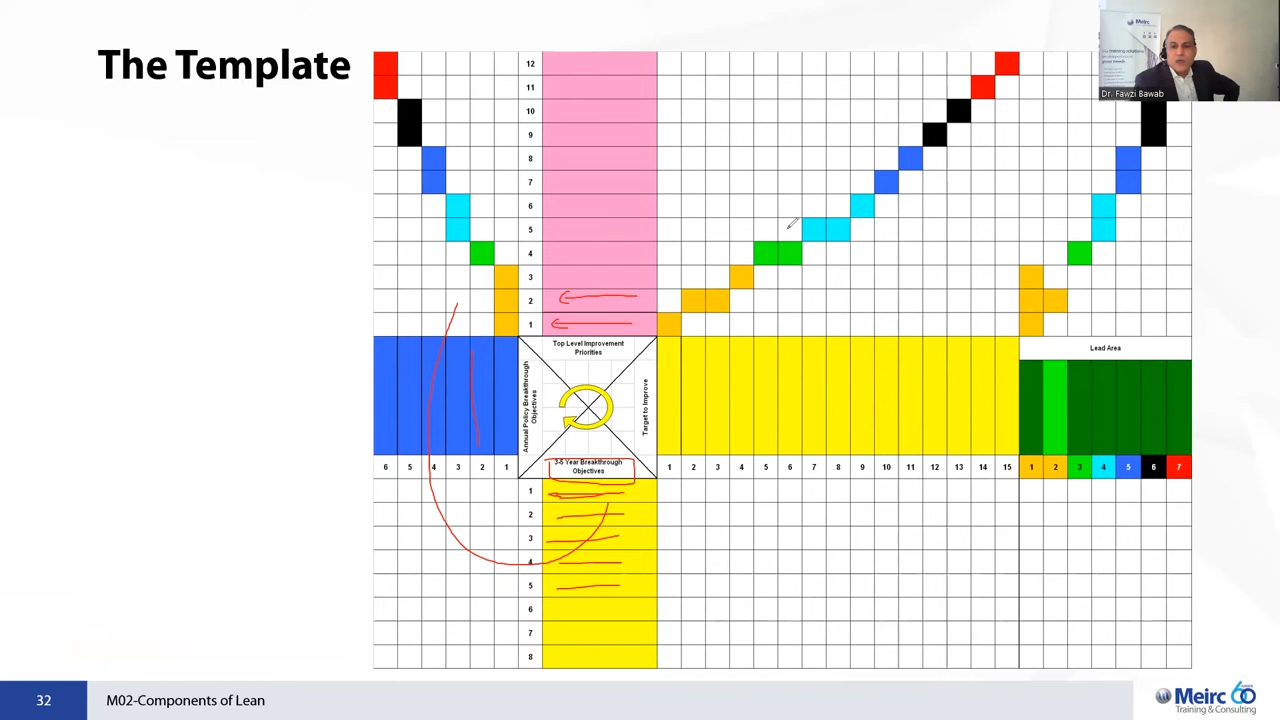 The Template
Meirc
Dr. Fawzi Bawab
12
11
10
9
8
7
6
5
4
3
2
1
Top Level Improvement
Priorities
Annual Policy Breakthrough
Objectives
Target to Improve
3-5 Year Breakthrough
Objectives
Lead Area
6 5 4 3 2 1
1 2 3 4 5 6 7 8 9 10 11 12 13 14 15
1 2 3 4 5 6 7
1
2
3
4
5
6
7
8
32
M02-Components of Lean
Meirc 60
Training & Consulting